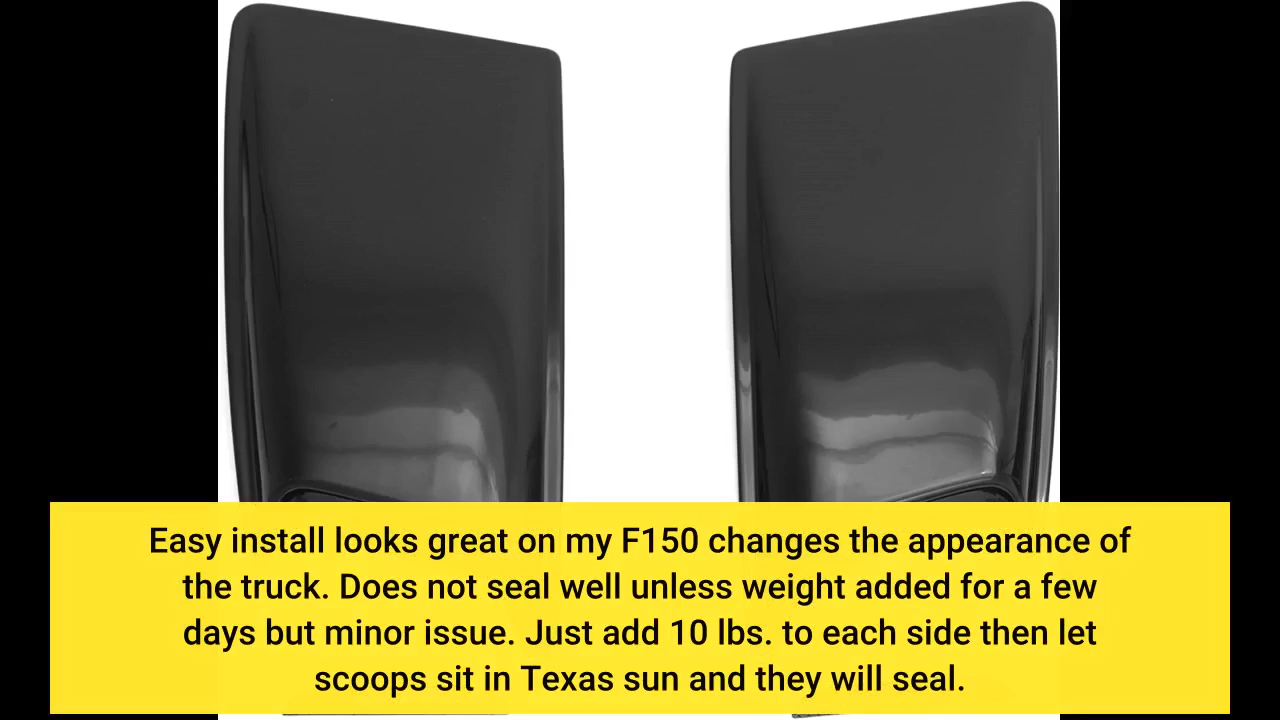 Easy install looks great on my F150 changes the appearance of
the truck. Does not seal well unless weight added for a few
days but minor issue. Just add 10 lbs. to each side then let
scoops sit in Texas sun and they will seal.